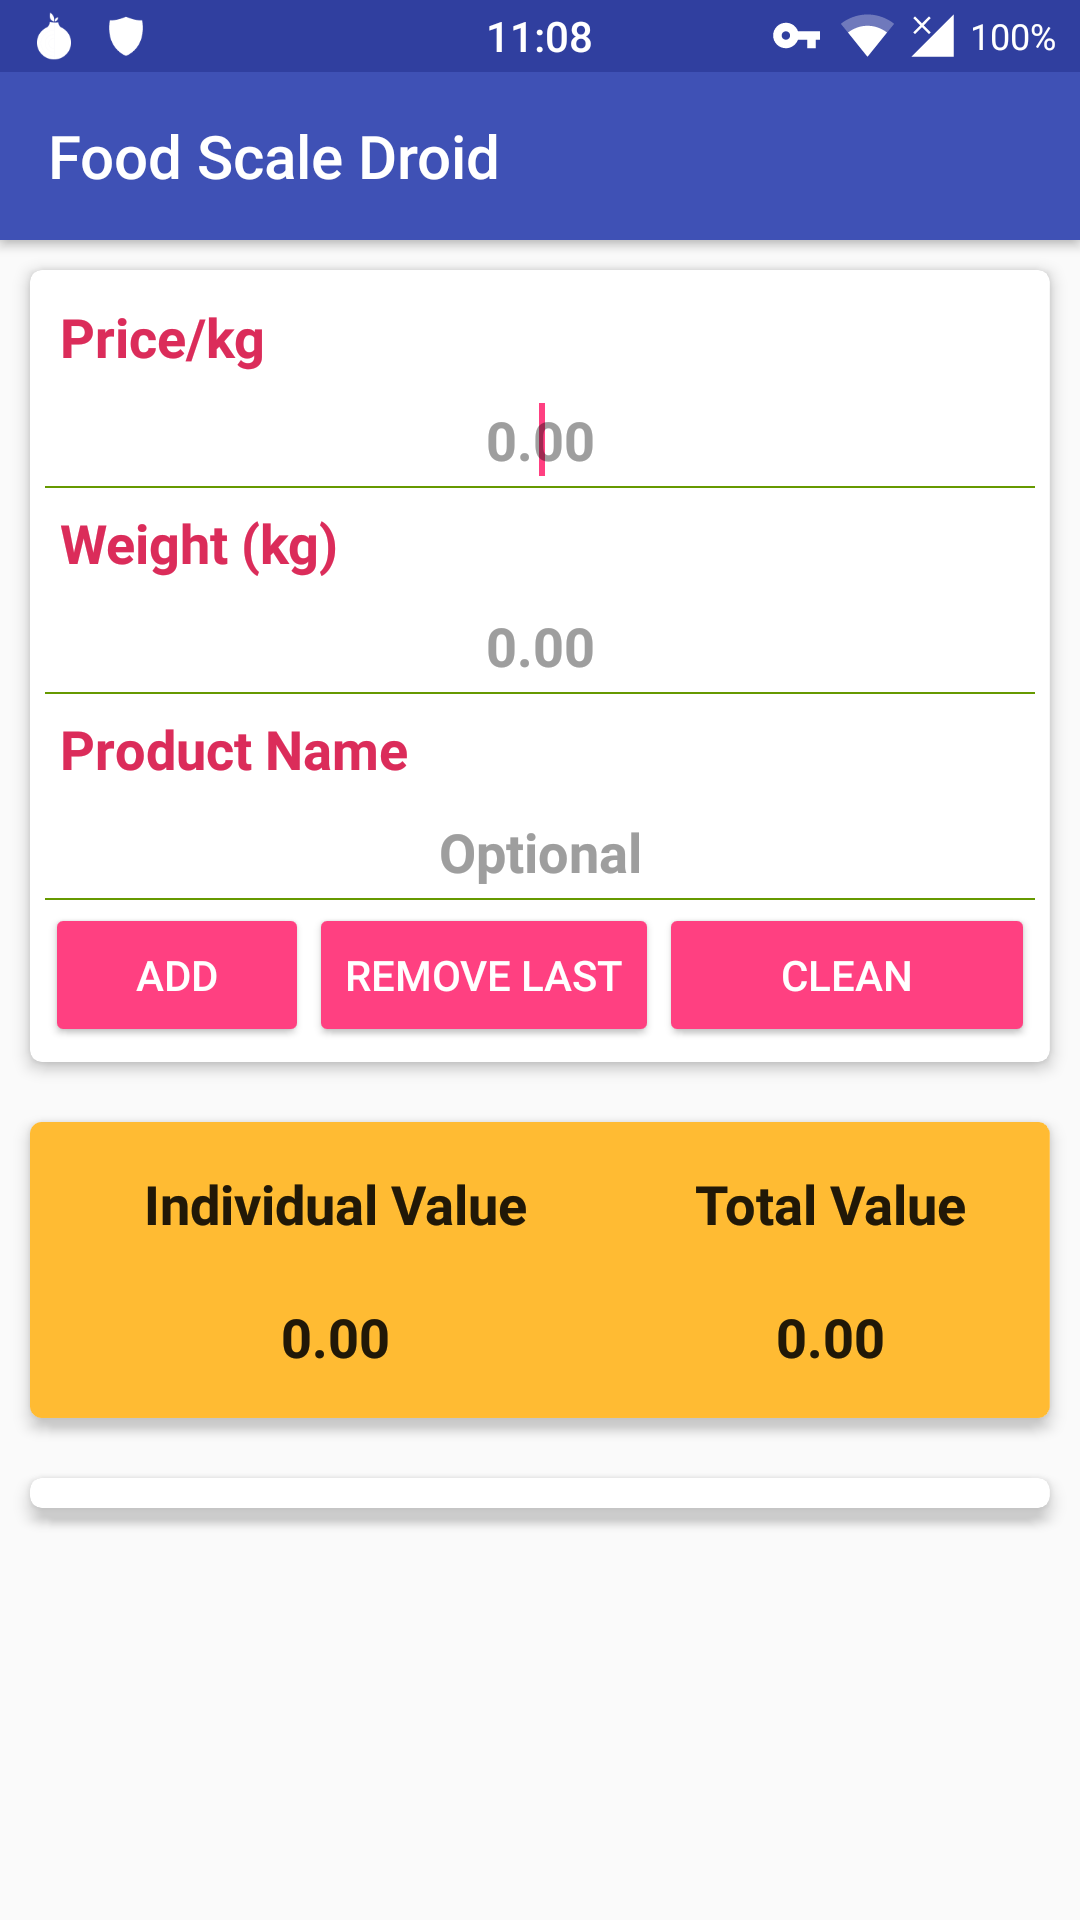 11:08 100%
Food Scale Droid
Price/kg
0.00
Weight (kg)
0.00
Product Name
Optional
ADD REMOVE LAST CLEAN
Individual Value Total Value
0.00 0.00